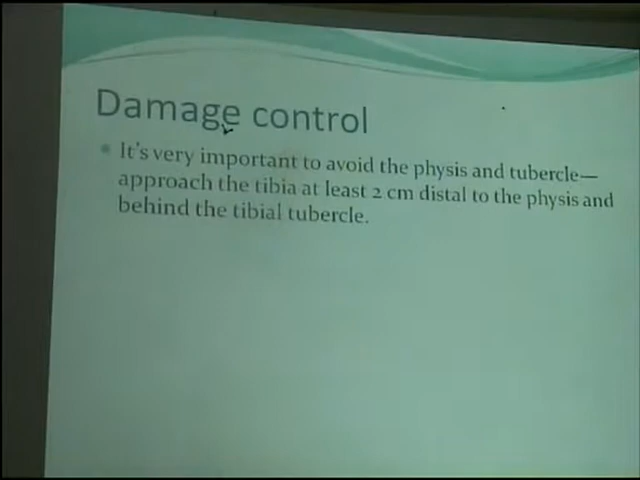 Damage control
It's very important to avoid the physis and tubercle—
approach the tibia at least 2 cm distal to the physis and
behind the tibial tubercle.